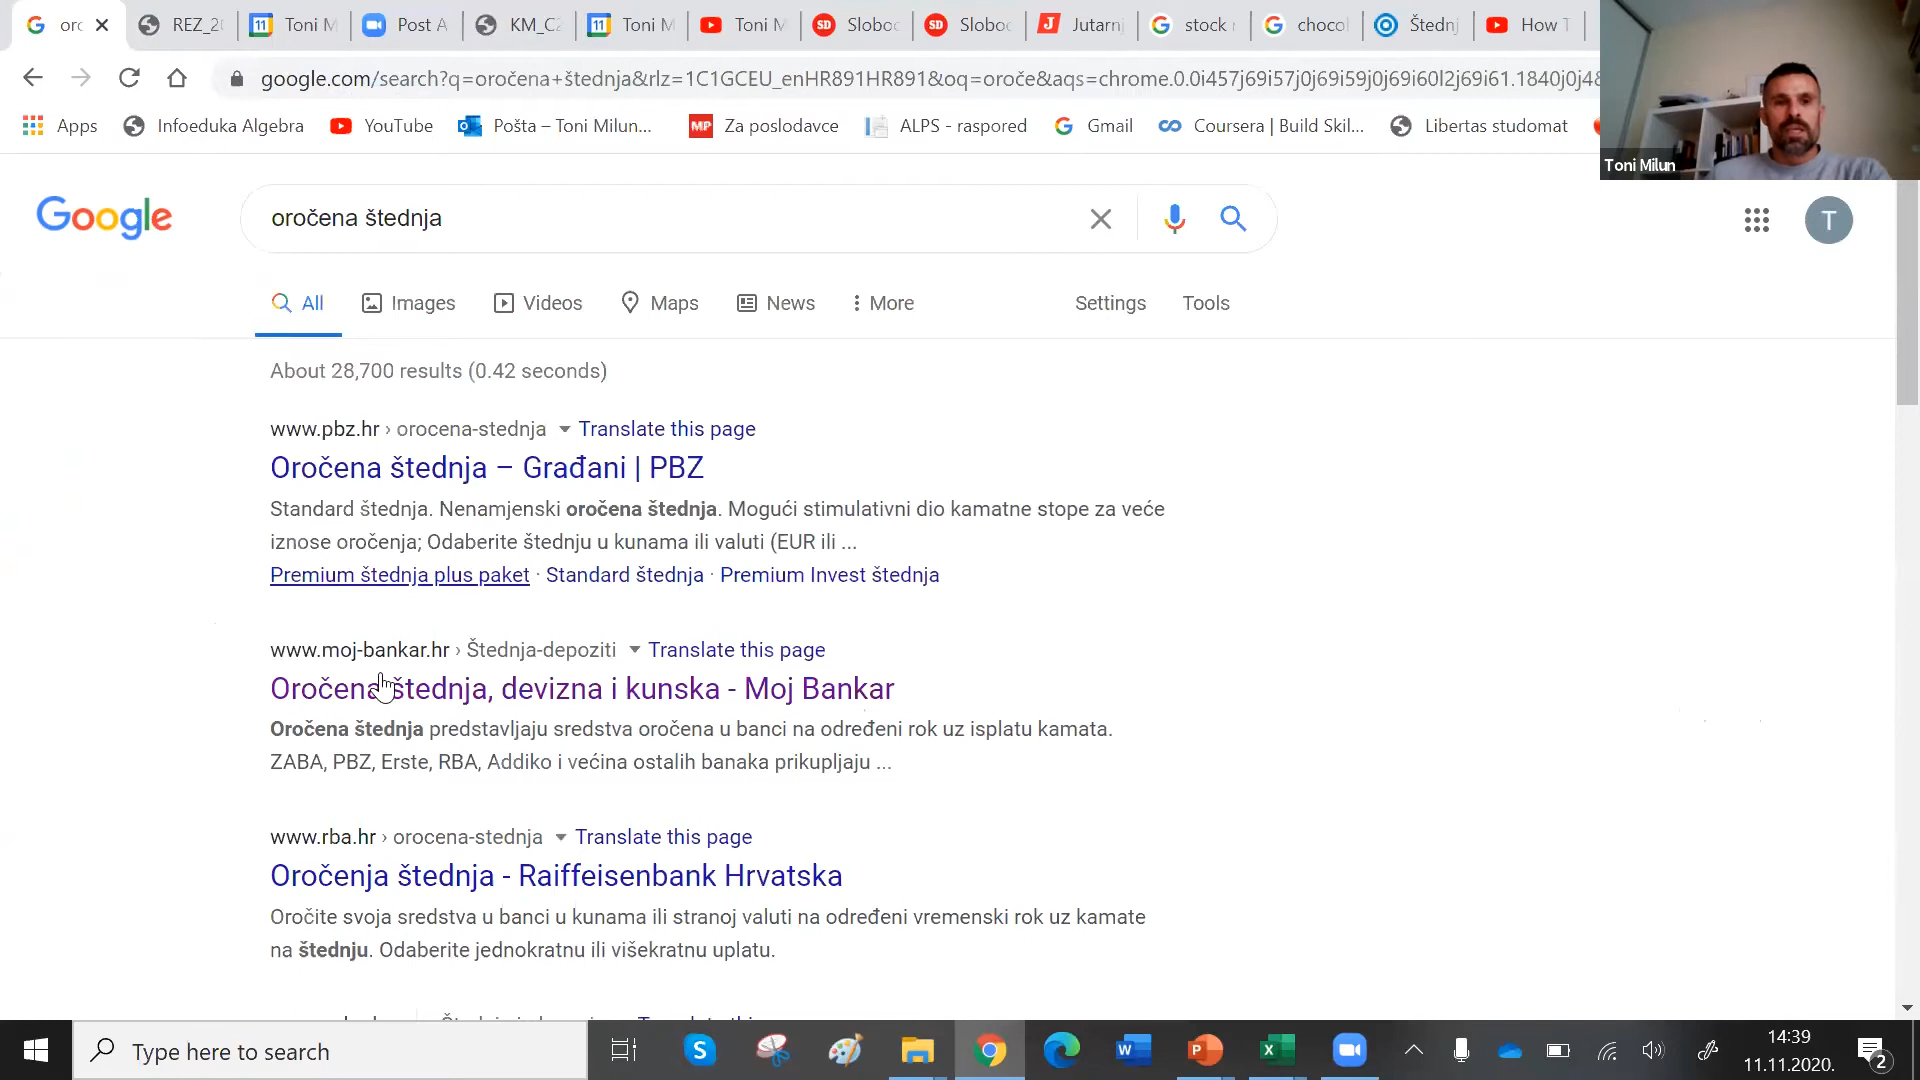 orc
REZ_20
Toni M
Post A
KM_C2
Toni M
Toni M
Slobod
Slobod
Jutarnj
stock
chocol
Štednj
How T
google.com/search?q=oročena+štednja&rlz=1C1GCEU_enHR891HR891&oq=oroče&aqs=chrome.0.0i457j69i57j0j69i59j0j69i60l2j69i61.1840j0j4&
Apps
Infoeduka Algebra
YouTube
Pošta – Toni Milun...
MP Za poslodavce
ALPS - raspored
Gmail
Coursera | Build Skil...
Libertas studomat
Toni Milun
Google
oročena štednja
T
All
Images
Videos
Maps
News
More
Settings
Tools
About 28,700 results (0.42 seconds)
www.pbz.hr › orocena-stednja Translate this page
Oročena štednja – Građani | PBZ
Standard štednja. Nenamjenski oročena štednja. Mogući stimulativni dio kamatne stope za veće
iznose oročenja; Odaberite štednju u kunama ili valuti (EUR ili ...
Premium štednja plus paket · Standard štednja · Premium Invest štednja
www.moj-bankar.hr › Štednja-depoziti Translate this page
Oročena štednja, devizna i kunska - Moj Bankar
Oročena štednja predstavljaju sredstva oročena u banci na određeni rok uz isplatu kamata.
ZABA, PBZ, Erste, RBA, Addiko i većina ostalih banaka prikupljaju ...
www.rba.hr › orocena-stednja Translate this page
Oročenja štednja - Raiffeisenbank Hrvatska
Oročite svoja sredstva u banci u kunama ili stranoj valuti na određeni vremenski rok uz kamate
na štednju. Odaberite jednokratnu ili višekratnu uplatu.
Type here to search
14:39
11.11.2020.
2